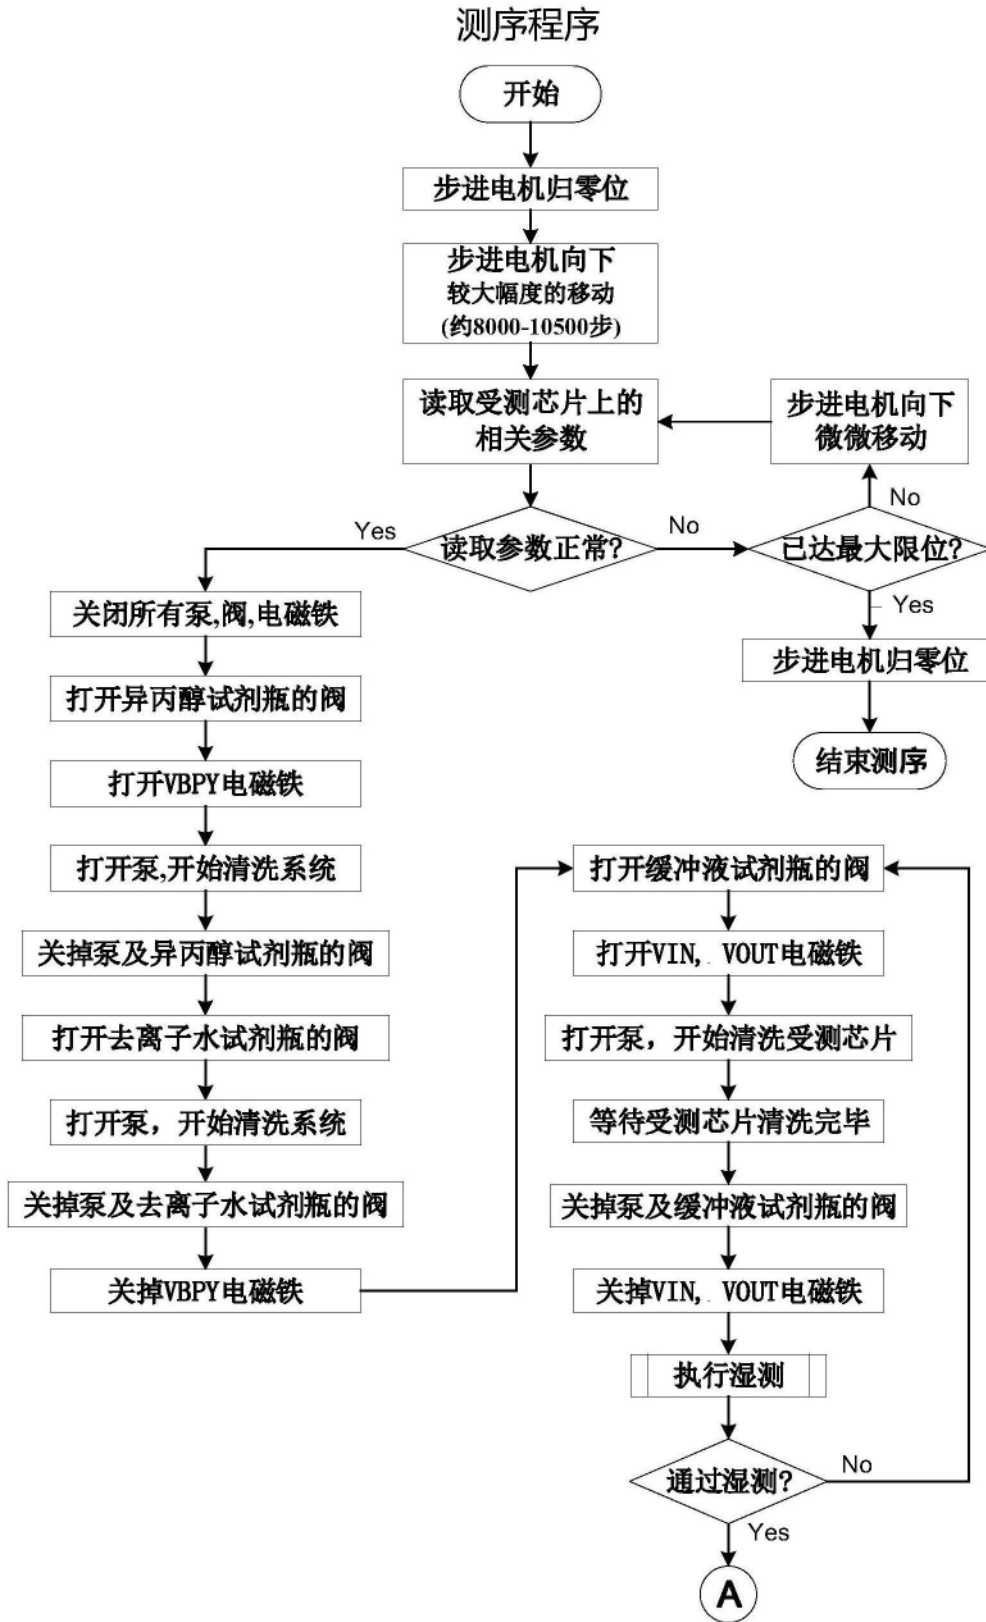 测序程序
开始
步进电机归零位
步进电机向下
较大幅度的移动
(约8000-10500步)
读取受测芯片上的
相关参数
步进电机向下
微微移动
No
读取参数正常?
Yes
No
已达最大限位?
Yes
步进电机归零位
结束测序
关闭所有泵,阀,电磁铁
打开异丙醇试剂瓶的阀
打开VBPY电磁铁
打开泵,开始清洗系统
关掉泵及异丙醇试剂瓶的阀
打开去离子水试剂瓶的阀
打开泵，开始清洗系统
关掉泵及去离子水试剂瓶的阀
关掉VBPY电磁铁
打开缓冲液试剂瓶的阀
打开VIN, VOUT电磁铁
打开泵，开始清洗受测芯片
等待受测芯片清洗完毕
关掉泵及缓冲液试剂瓶的阀
关掉VIN, VOUT电磁铁
执行湿测
通过湿测?
No
Yes
A